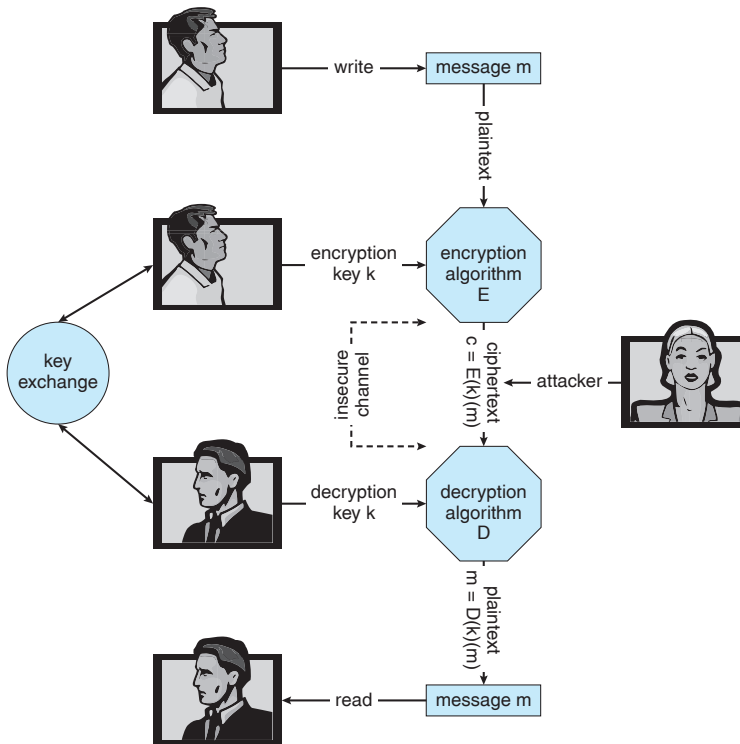 write
message m
plaintext
encryption
key k
encryption
algorithm
E
key
exchange
insecure
channel
ciphertext
c = E(k)(m)
attacker
decryption
key k
decryption
algorithm
D
plaintext
m = D(k)(m)
read
message m